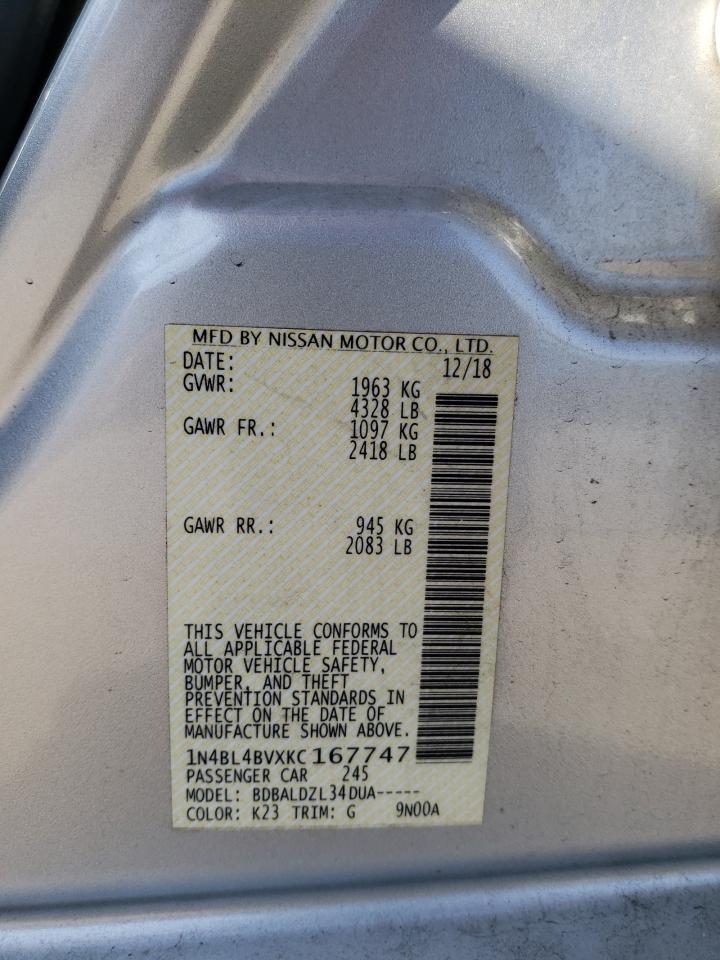 MFD BY NISSAN MOTOR CO., LTD.
DATE: 12/18
GVWR: 1963 KG
4328 LB
GAWR FR.: 1097 KG
2418 LB
GAWR RR.: 945 KG
2083 LB
THIS VEHICLE CONFORMS TO
ALL APPLICABLE FEDERAL
MOTOR VEHICLE SAFETY,
BUMPER, AND THEFT
PREVENTION STANDARDS IN
EFFECT ON THE DATE OF
MANUFACTURE SHOWN ABOVE.
1N4BL4BVXKC167747
PASSENGER CAR 245
MODEL: BDBALDZL34DUA-----
COLOR: K23 TRIM: G 9N00A